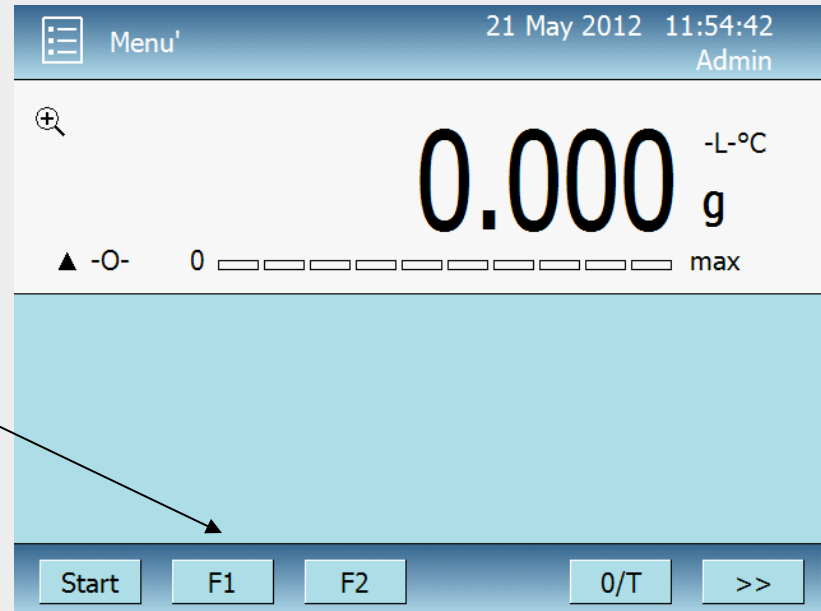 Menu'
21 May 2012 11:54:42
Admin
0.000
-L-°C
g
-O- 0 max
Start F1 F2 0/T >>